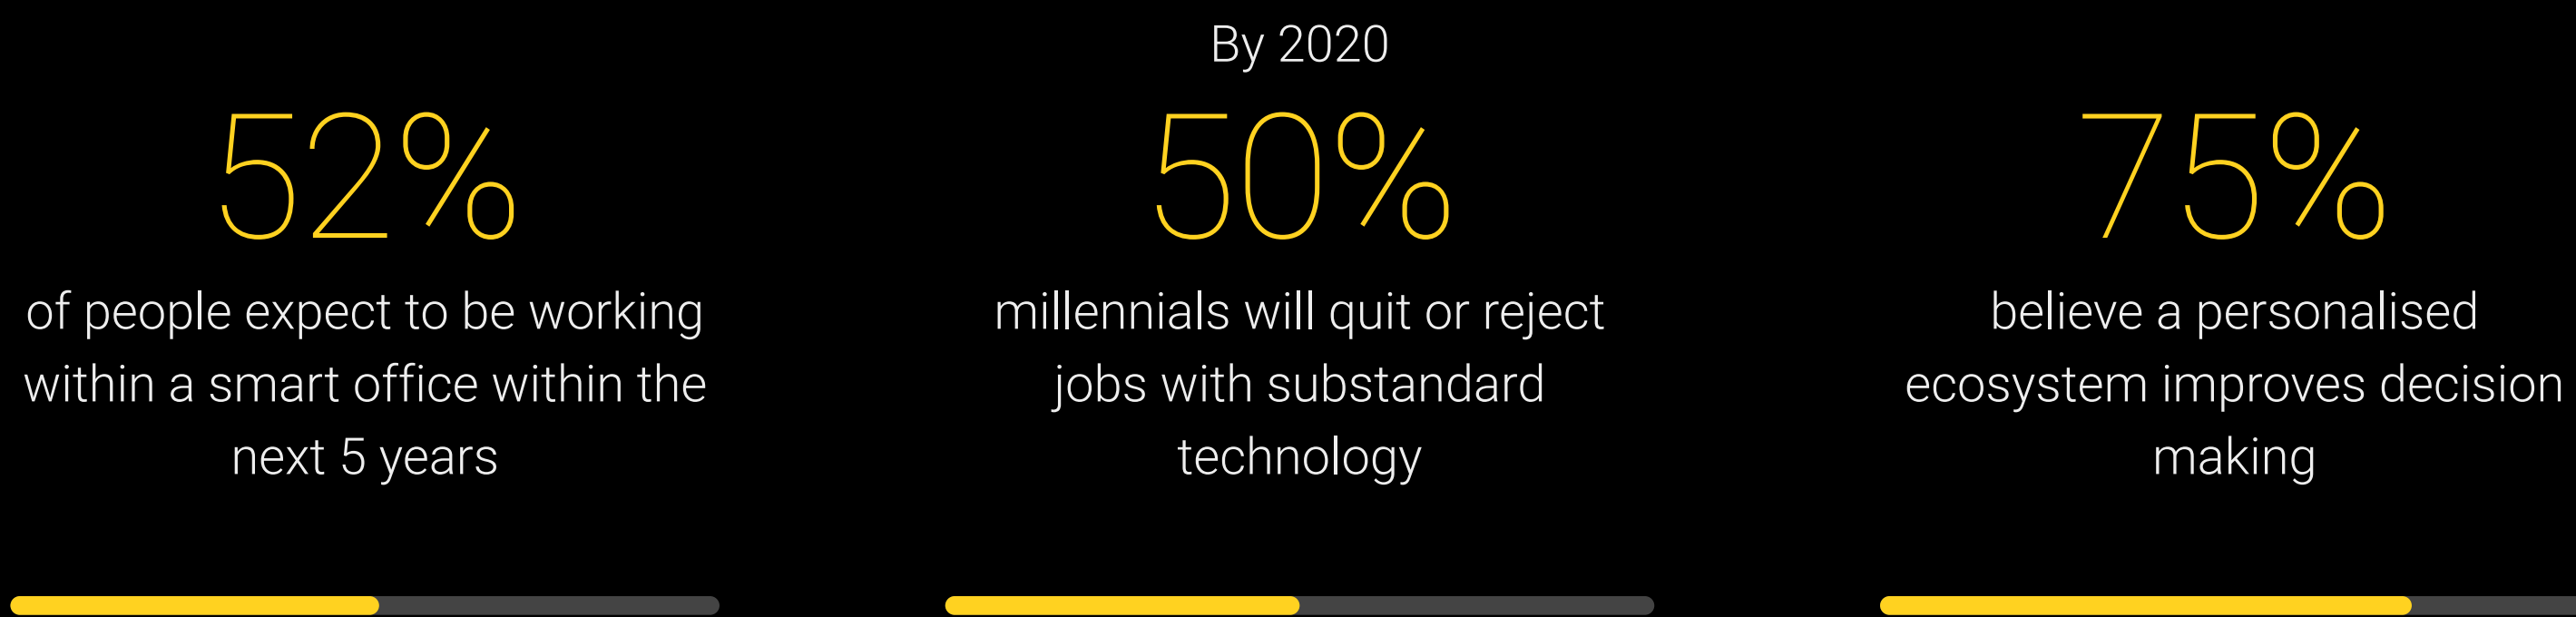 52%
of people expect to be working
within a smart office within the
next 5 years
By 2020
50%
millennials will quit or reject
jobs with substandard
technology
75%
believe a personalised
ecosystem improves decision
making